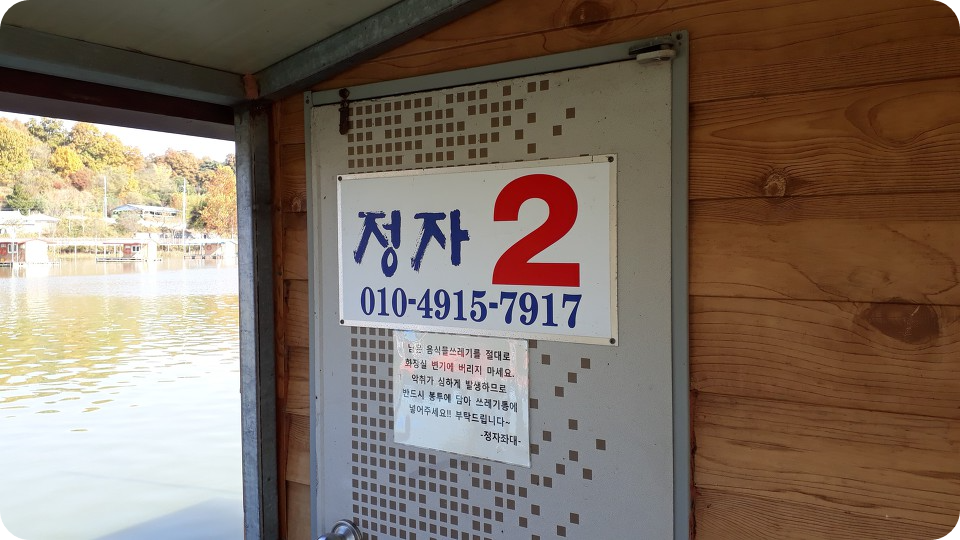 정자 2
010-4915-7917
남은 음식물쓰레기를 절대로
화장실 변기에 버리지 마세요.
악취가 심하게 발생하므로
반드시 봉투에 담아 쓰레기통에
넣어주세요!! 부탁드립니다~
-정자좌대-